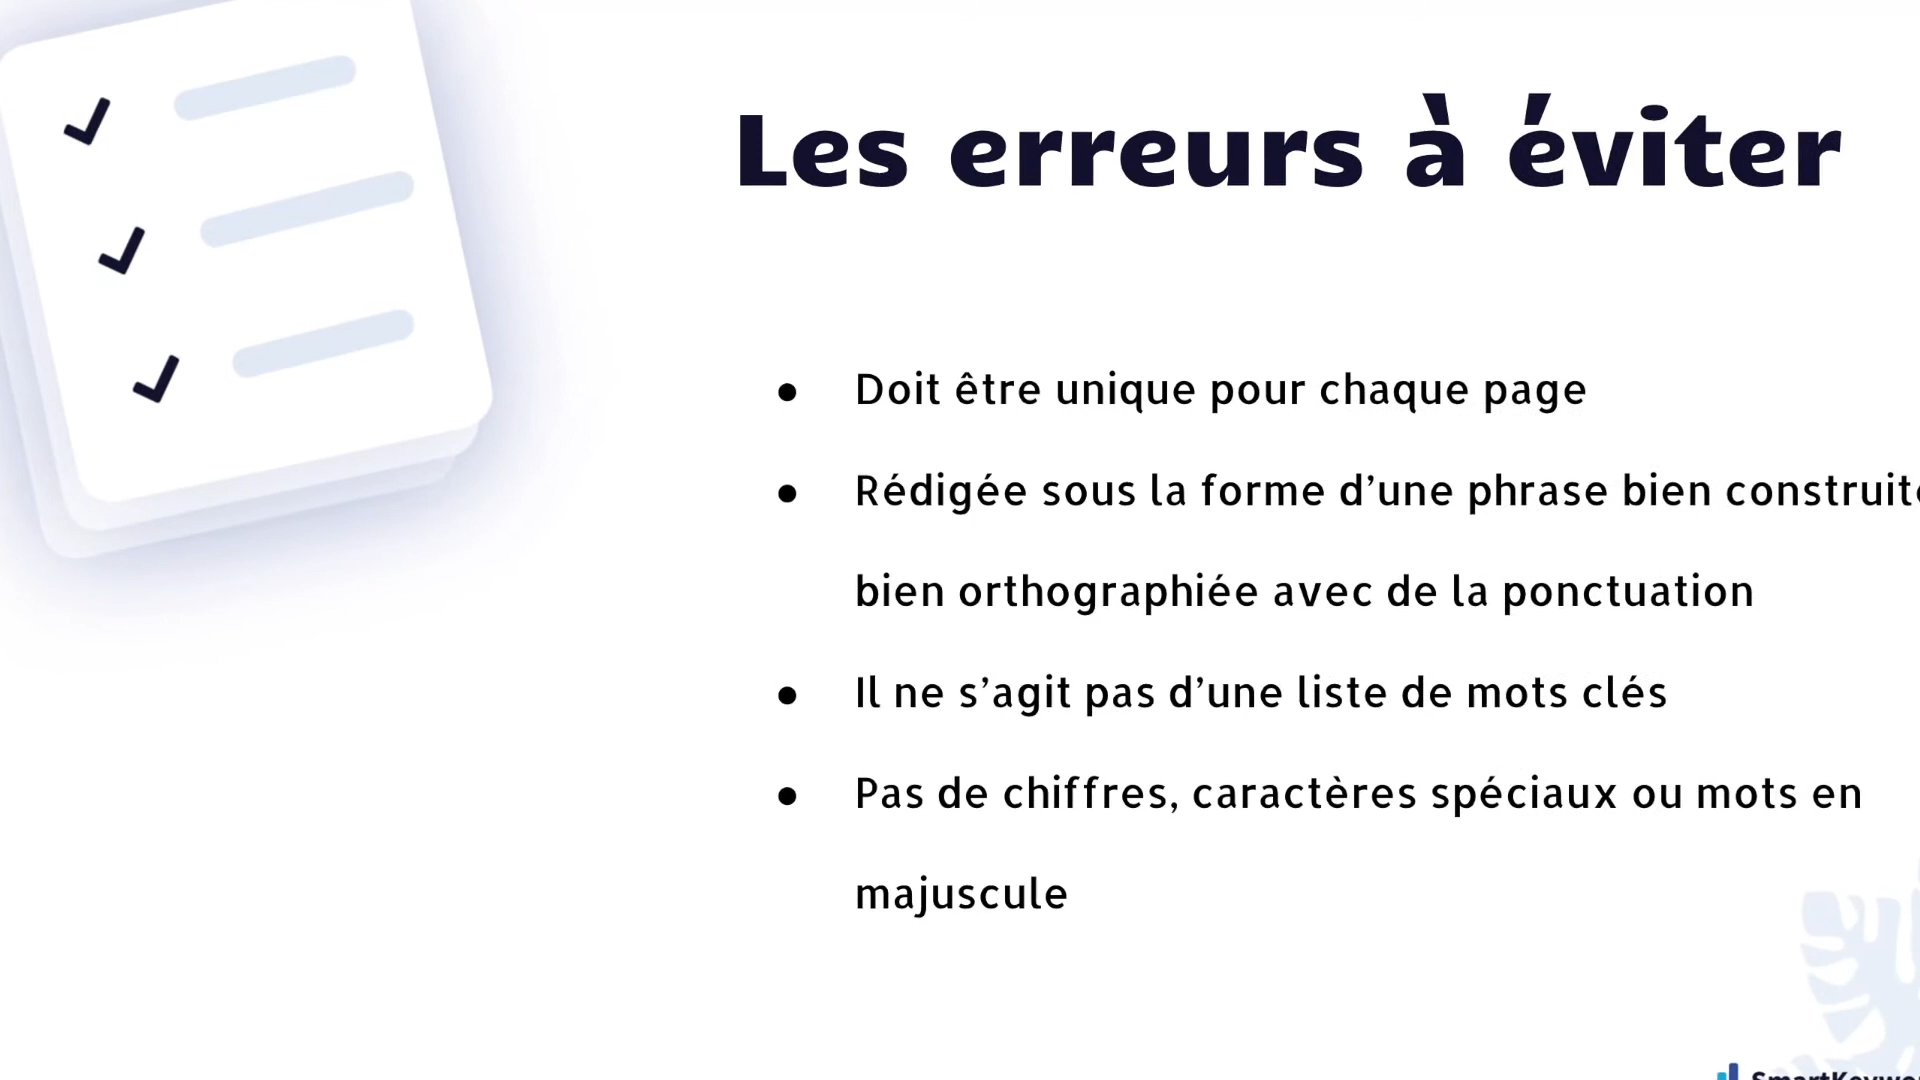 Les erreurs à éviter
● Doit être unique pour chaque page
● Rédigée sous la forme d’une phrase bien construite
bien orthographiée avec de la ponctuation
● Il ne s’agit pas d’une liste de mots clés
● Pas de chiffres, caractères spéciaux ou mots en
majuscule